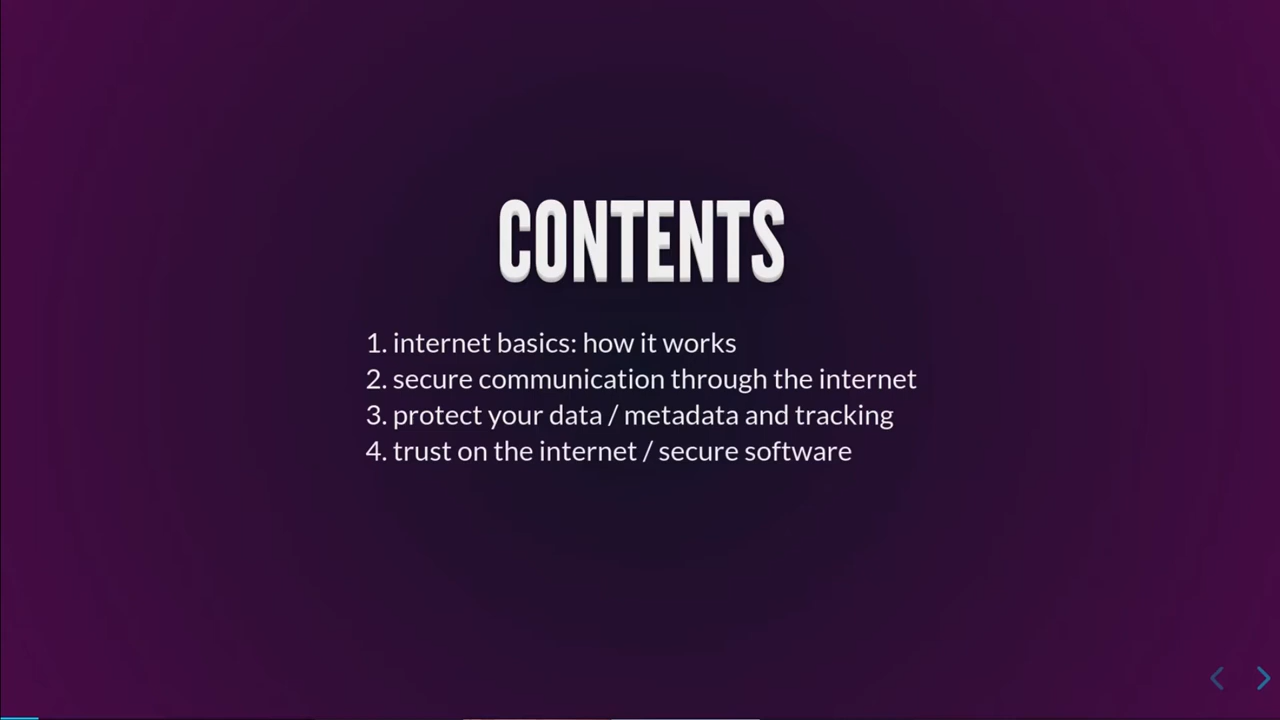 CONTENTS
1. internet basics: how it works
2. secure communication through the internet
3. protect your data / metadata and tracking
4. trust on the internet / secure software